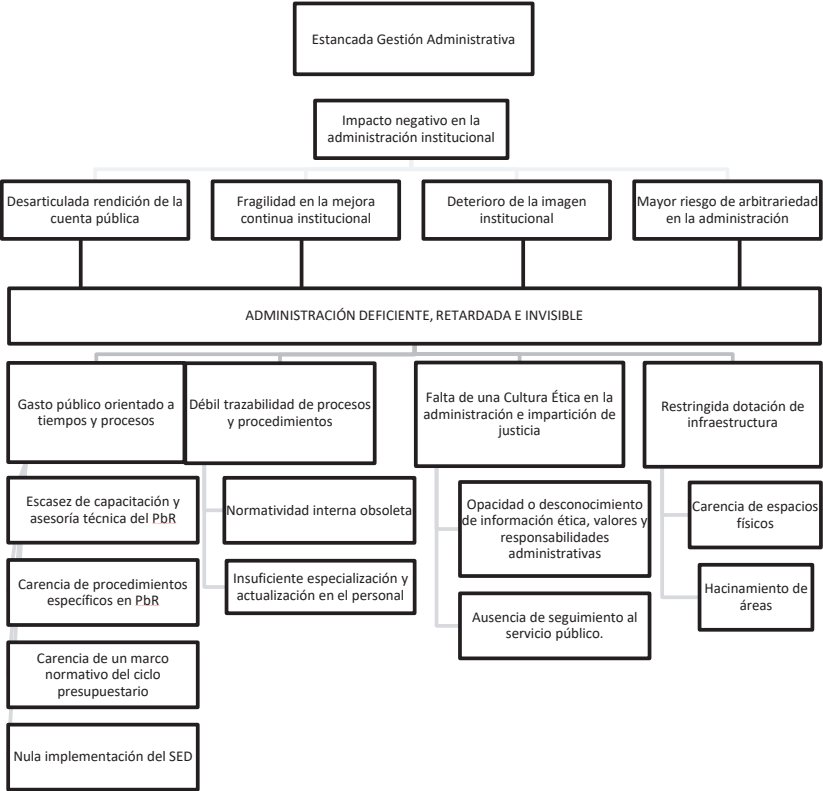 Estancada Gestión Administrativa
Impacto negativo en la
administración institucional
Desarticulada rendición de la
cuenta pública
Fragilidad en la mejora
continua institucional
Deterioro de la imagen
institucional
Mayor riesgo de arbitrariedad
en la administración
ADMINISTRACIÓN DEFICIENTE, RETARDADA E INVISIBLE
Gasto público orientado a
tiempos y procesos
Débil trazabilidad de procesos
y procedimientos
Falta de una Cultura Ética en la
administración e impartición de
justicia
Restringida dotación de
infraestructura
Escasez de capacitación y
asesoría técnica del PbR
Carencia de procedimientos
específicos en PbR
Carencia de un marco
normativo del ciclo
presupuestario
Nula implementación del SED
Normatividad interna obsoleta
Insuficiente especialización y
actualización en el personal
Opacidad o desconocimiento
de información ética, valores y
responsabilidades
administrativas
Ausencia de seguimiento al
servicio público.
Carencia de espacios
físicos
Hacinamiento de
áreas